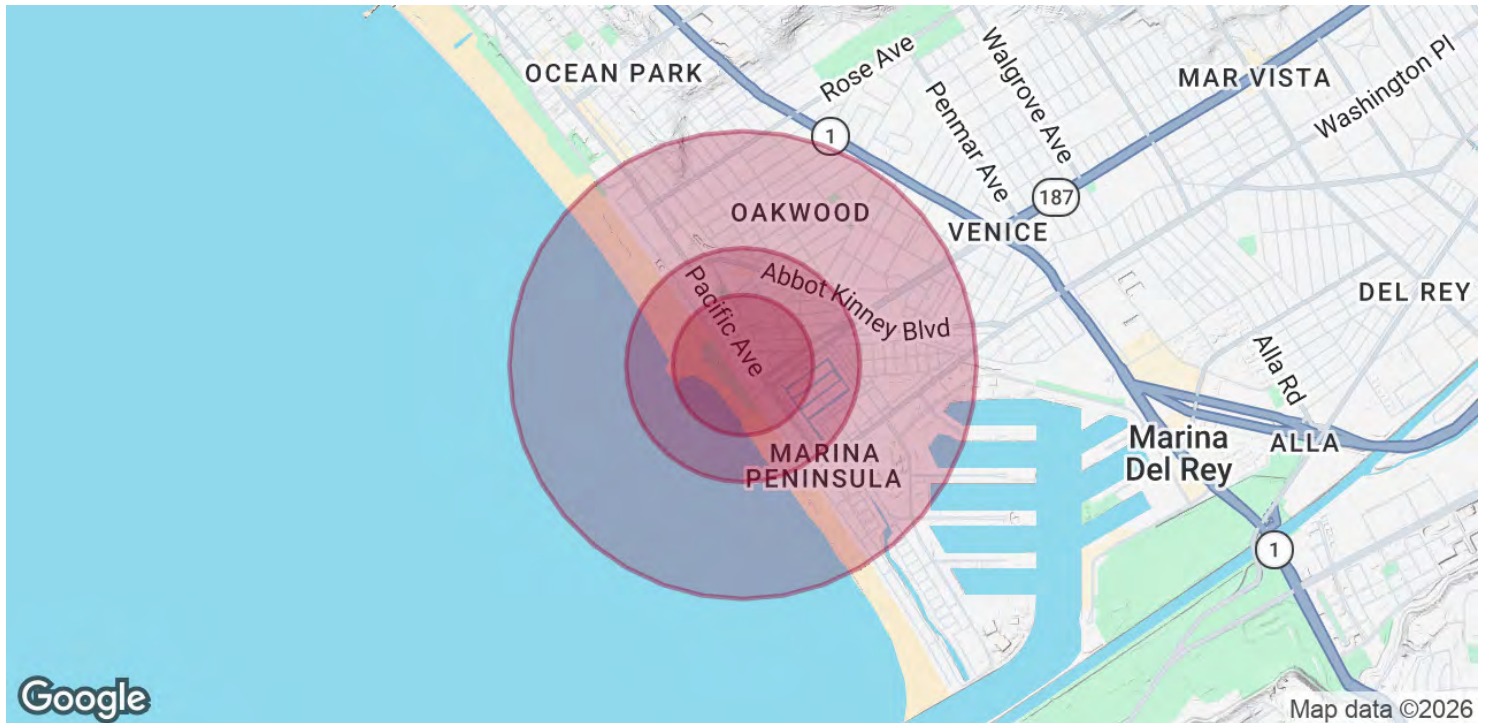 OCEAN PARK
Rose Ave
Walgrove Ave
MAR VISTA
Washington Pl
Penmar Ave
1
187
OAKWOOD
VENICE
Abbot Kinney Blvd
Pacific Ave
DEL REY
Alla Rd
Marina
Del Rey
ALLA
MARINA
PENINSULA
1
Google
Map data ©2026